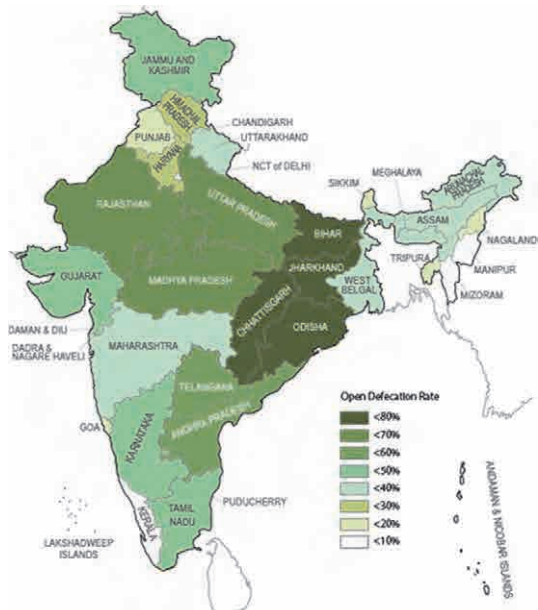 JAMMU AND
KASHMIR
HIMACHAL
PRADESH
CHANDIGARH
UTTARAKHAND
PUNJAB
HARYANA
NCT of DELHI
RAJASTHAN
UTTAR PRADESH
SIKKIM
MEGHALAYA
ARUNACHAL
PRADESH
ASSAM
NAGALAND
BIHAR
TRIPURA
MANIPUR
MIZORAM
GUJARAT
MADHYA PRADESH
JHARKHAND
WEST
BELGAL
CHHATTISGARH
ODISHA
DAMAN & DIU
DADRA &
NAGARE HAVELI
MAHARASHTRA
TELANGANA
ANDHRA PRADESH
GOA
KARNATAKA
Open Defecation Rate
<80%
<70%
<60%
<50%
<40%
<30%
<20%
<10%
PUDUCHERRY
KERALA
TAMIL
NADU
LAKSHADWEEP
ISLANDS
ANDAMAN & NICOBAR ISLANDS